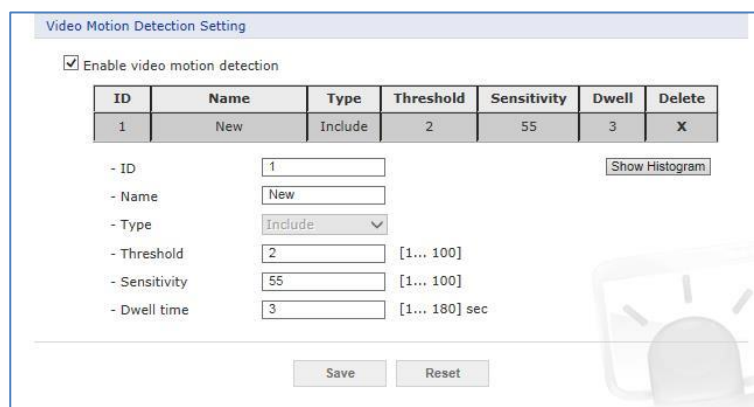 Video Motion Detection Setting
Enable video motion detection
ID Name Type Threshold Sensitivity Dwell Delete
1 New Include 2 55 3 X
- ID 1 Show Histogram
- Name New
- Type Include
- Threshold 2 [1... 100]
- Sensitivity 55 [1... 100]
- Dwell time 3 [1... 180] sec
Save Reset